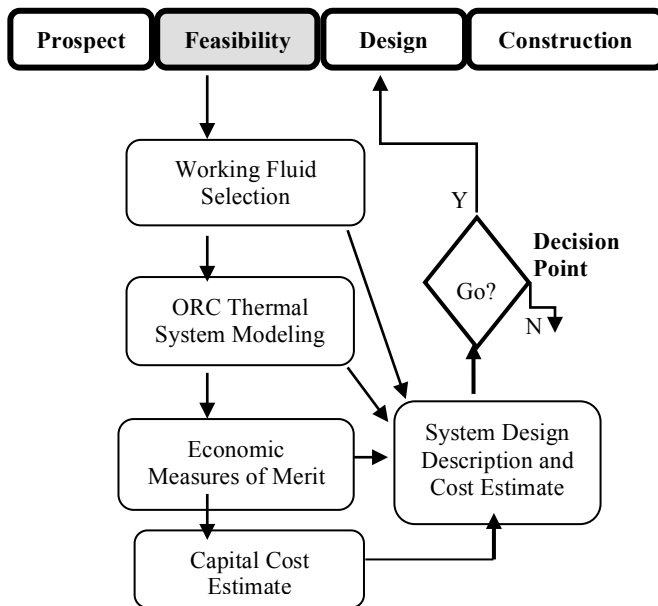 Prospect
Feasibility
Design
Construction
Working Fluid
Selection
Y
Decision
Point
Go?
N
ORC Thermal
System Modeling
Economic
Measures of Merit
System Design
Description and
Cost Estimate
Capital Cost
Estimate